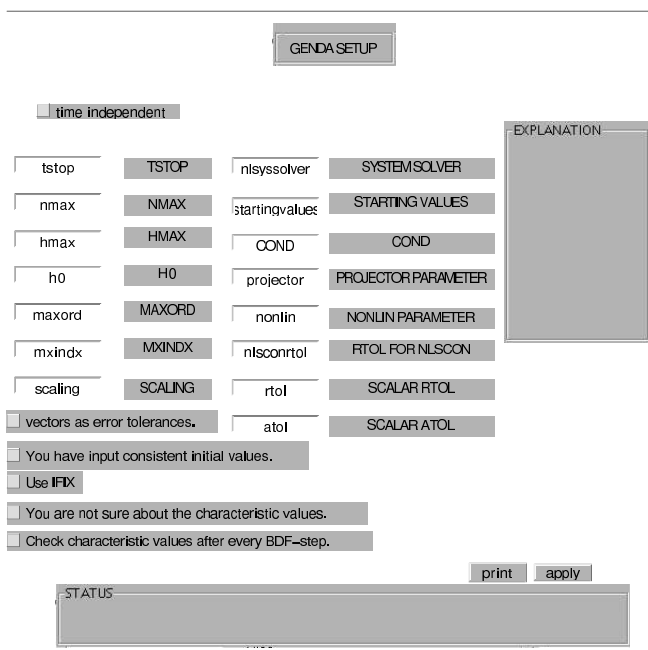 GENDA SETUP
time independent
EXPLANATION
tstop TSTOP nlsyssolver SYSTEM SOLVER
nmax NMAX startingvalues STARTING VALUES
hmax HMAX COND COND
h0 H0 projector PROJECTOR PARAMETER
maxord MAXORD nonlin NONLIN PARAMETER
mxindx MXINDX nlsconrtol RTOL FOR NLSCON
scaling SCALING rtol SCALAR RTOL
vectors as error tolerances. atol SCALAR ATOL
You have input consistent initial values.
Use IFIX
You are not sure about the characteristic values.
Check characteristic values after every BDF–step.
print apply
STATUS